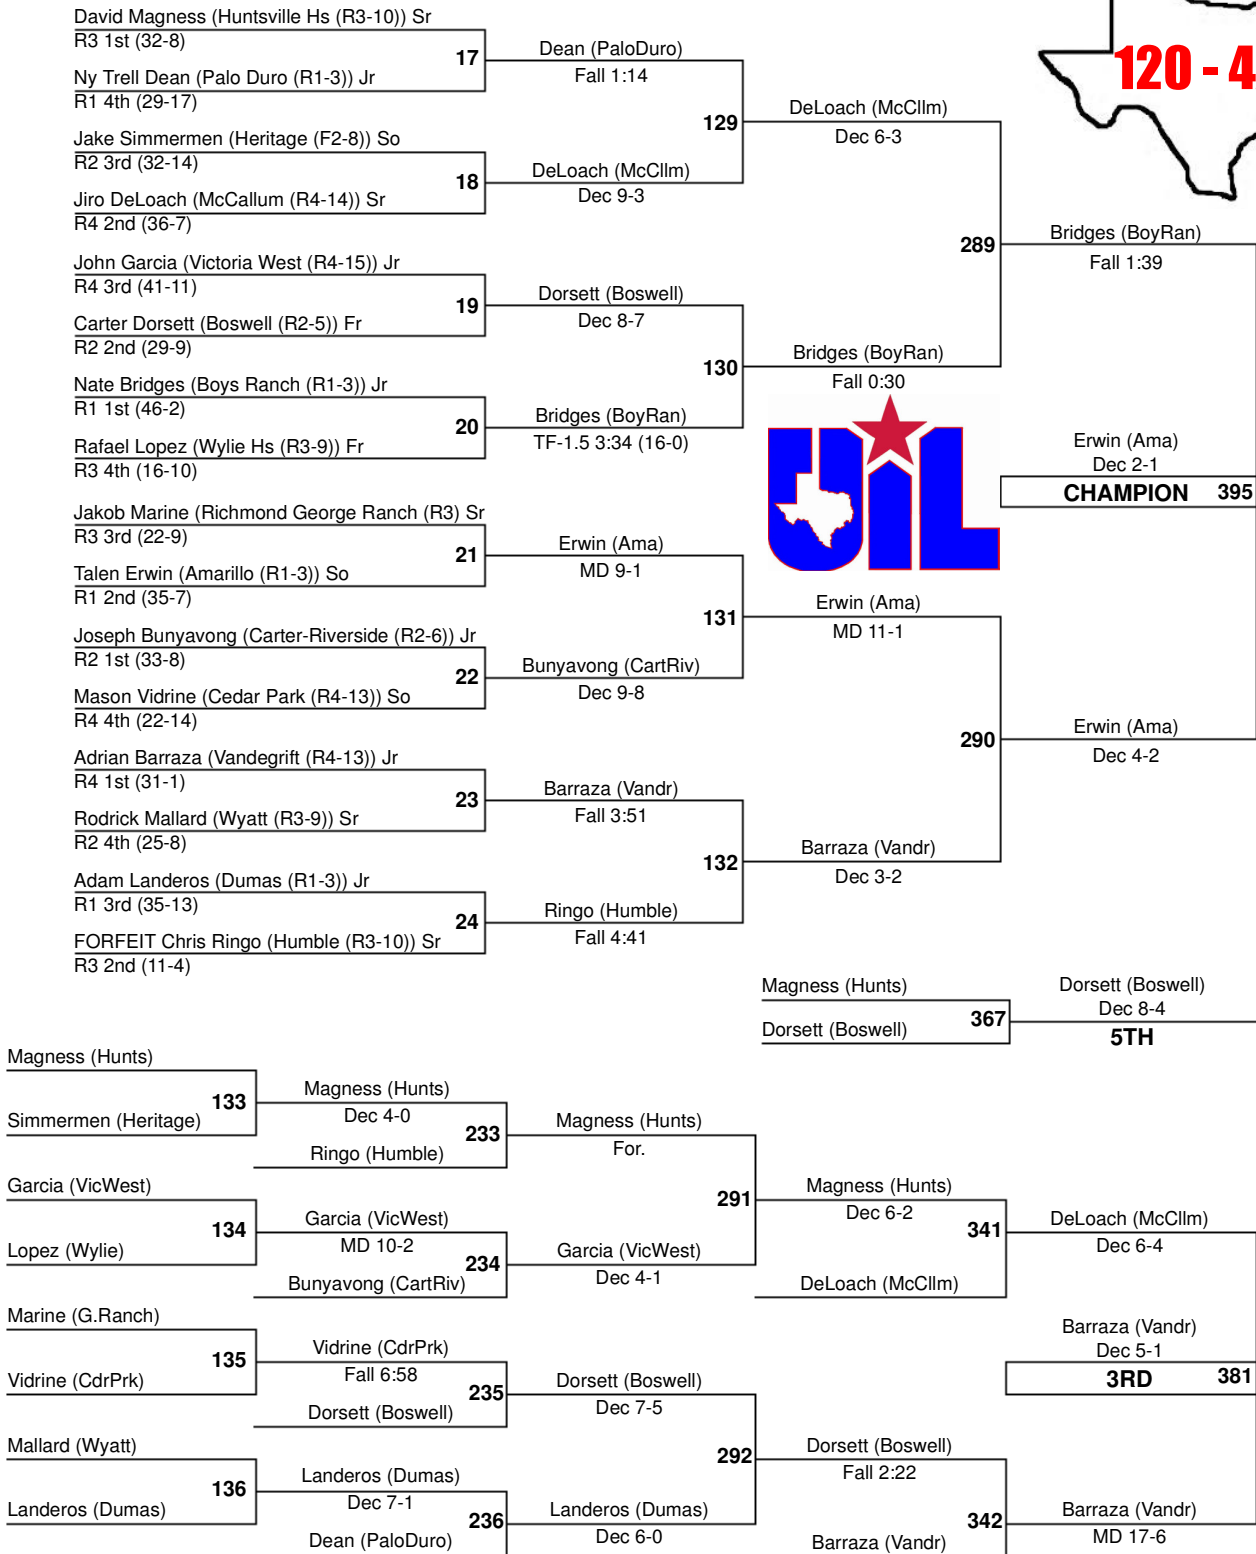 David Magness (Huntsville Hs (R3-10)) Sr
R3 1st (32-8)
17
Ny Trell Dean (Palo Duro (R1-3)) Jr
R1 4th (29-17)
Dean (PaloDuro)
Fall 1:14
120 - 4
129
DeLoach (McCllm)
Dec 6-3
Jake Simmermen (Heritage (F2-8)) So
R2 3rd (32-14)
18
Jiro DeLoach (McCallum (R4-14)) Sr
R4 2nd (36-7)
DeLoach (McCllm)
Dec 9-3
289
Bridges (BoyRan)
Fall 1:39
John Garcia (Victoria West (R4-15)) Jr
R4 3rd (41-11)
19
Carter Dorsett (Boswell (R2-5)) Fr
R2 2nd (29-9)
Dorsett (Boswell)
Dec 8-7
130
Bridges (BoyRan)
Fall 0:30
Nate Bridges (Boys Ranch (R1-3)) Jr
R1 1st (46-2)
20
Rafael Lopez (Wylie Hs (R3-9)) Fr
R3 4th (16-10)
Bridges (BoyRan)
TF-1.5 3:34 (16-0)
UIL
Erwin (Ama)
Dec 2-1
CHAMPION 395
Jakob Marine (Richmond George Ranch (R3) Sr
R3 3rd (22-9)
21
Talen Erwin (Amarillo (R1-3)) So
R1 2nd (35-7)
Erwin (Ama)
MD 9-1
131
Erwin (Ama)
MD 11-1
Joseph Bunyavong (Carter-Riverside (R2-6)) Jr
R2 1st (33-8)
22
Mason Vidrine (Cedar Park (R4-13)) So
R4 4th (22-14)
Bunyavong (CartRiv)
Dec 9-8
290
Erwin (Ama)
Dec 4-2
Adrian Barraza (Vandegrift (R4-13)) Jr
R4 1st (31-1)
23
Rodrick Mallard (Wyatt (R3-9)) Sr
R2 4th (25-8)
Barraza (Vandr)
Fall 3:51
132
Barraza (Vandr)
Dec 3-2
Adam Landeros (Dumas (R1-3)) Jr
R1 3rd (35-13)
24
FORFEIT Chris Ringo (Humble (R3-10)) Sr
R3 2nd (11-4)
Ringo (Humble)
Fall 4:41
Magness (Hunts)
367
Dorsett (Boswell)
Dorsett (Boswell)
Dec 8-4
5TH
Magness (Hunts)
133
Simmermen (Heritage)
Magness (Hunts)
Dec 4-0
233
Ringo (Humble)
Magness (Hunts)
For.
Garcia (VicWest)
134
Lopez (Wylie)
Garcia (VicWest)
MD 10-2
234
Bunyavong (CartRiv)
Garcia (VicWest)
Dec 4-1
291
Magness (Hunts)
Dec 6-2
341
DeLoach (McCllm)
DeLoach (McCllm)
Dec 6-4
Marine (G.Ranch)
135
Vidrine (CdrPrk)
Vidrine (CdrPrk)
Fall 6:58
235
Dorsett (Boswell)
Dorsett (Boswell)
Dec 7-5
Barraza (Vandr)
Dec 5-1
3RD 381
Mallard (Wyatt)
136
Landeros (Dumas)
Landeros (Dumas)
Dec 7-1
236
Dean (PaloDuro)
Landeros (Dumas)
Dec 6-0
292
Dorsett (Boswell)
Fall 2:22
342
Barraza (Vandr)
Barraza (Vandr)
MD 17-6